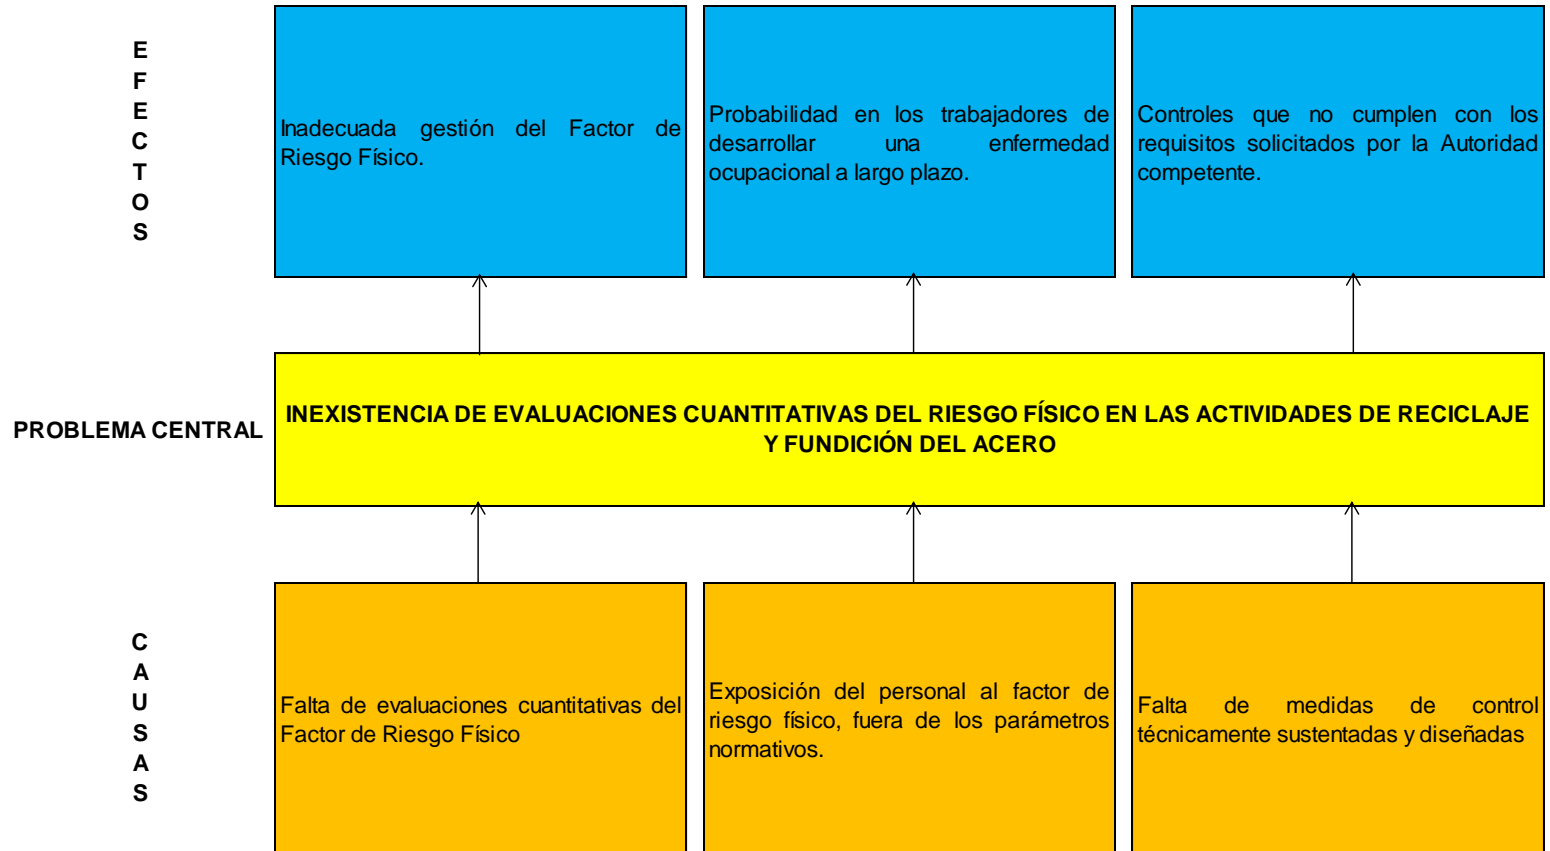 E
F
E
C
T
O
S
Inadecuada gestión del Factor de
Riesgo Físico.
Probabilidad en los trabajadores de
desarrollar una enfermedad
ocupacional a largo plazo.
Controles que no cumplen con los
requisitos solicitados por la Autoridad
competente.
PROBLEMA CENTRAL
INEXISTENCIA DE EVALUACIONES CUANTITATIVAS DEL RIESGO FÍSICO EN LAS ACTIVIDADES DE RECICLAJE
Y FUNDICIÓN DEL ACERO
C
A
U
S
A
S
Falta de evaluaciones cuantitativas del
Factor de Riesgo Físico
Exposición del personal al factor de
riesgo físico, fuera de los parámetros
normativos.
Falta de medidas de control
técnicamente sustentadas y diseñadas